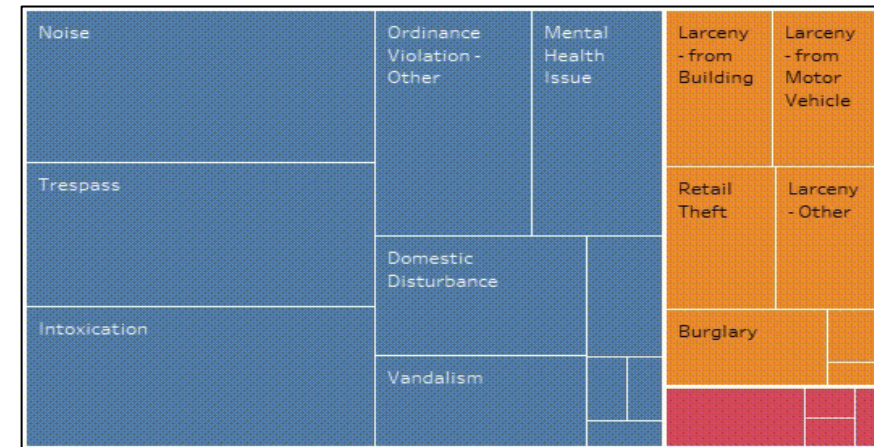 Noise
Trespass
Intoxication
Ordinance
Violation -
Other
Mental
Health
Issue
Domestic
Disturbance
Vandalism
Larceny
- from
Building
Larceny
- from
Motor
Vehicle
Retail
Theft
Larceny
- Other
Burglary